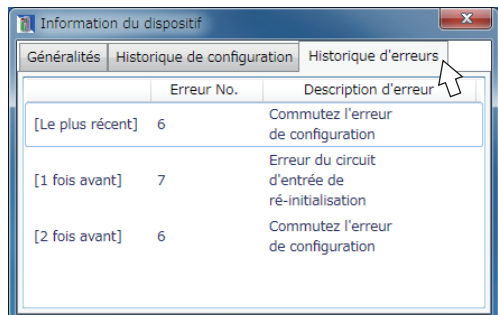 Information du dispositif
Généralités Historique de configuration Historique d'erreurs
Erreur No. Description d'erreur
[Le plus récent] 6 Commutez l'erreur
de configuration
[1 fois avant] 7 Erreur du circuit
d'entrée de
ré-initialisation
[2 fois avant] 6 Commutez l'erreur
de configuration